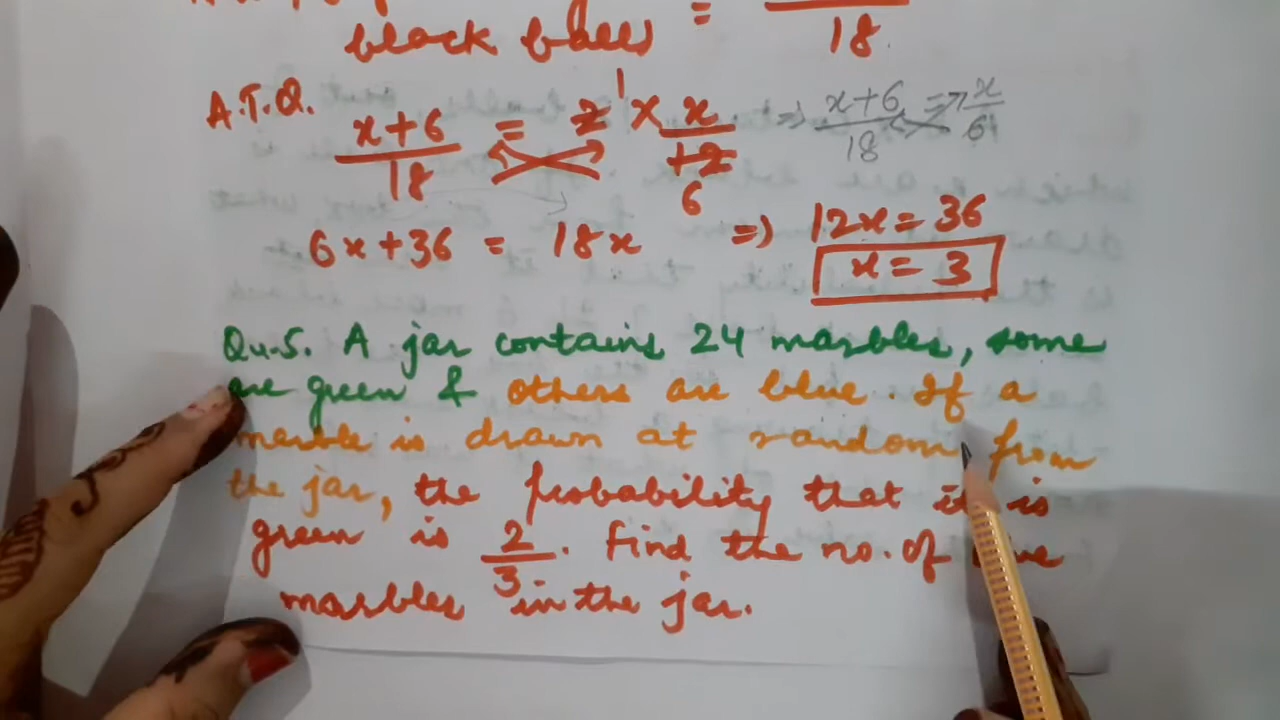 black balls = 18
A.T.Q. x+6/18 = 2 1 × x/12 6 => x+6/18 => x/6
6x+36 = 18x => 12x = 36
x = 3
Qu-5. A jar contains 24 marbles, some
are green & others are blue. If a
marble is drawn at random from
the jar, the probability that it is
green is 2/3. Find the no. of
marbles in the jar.